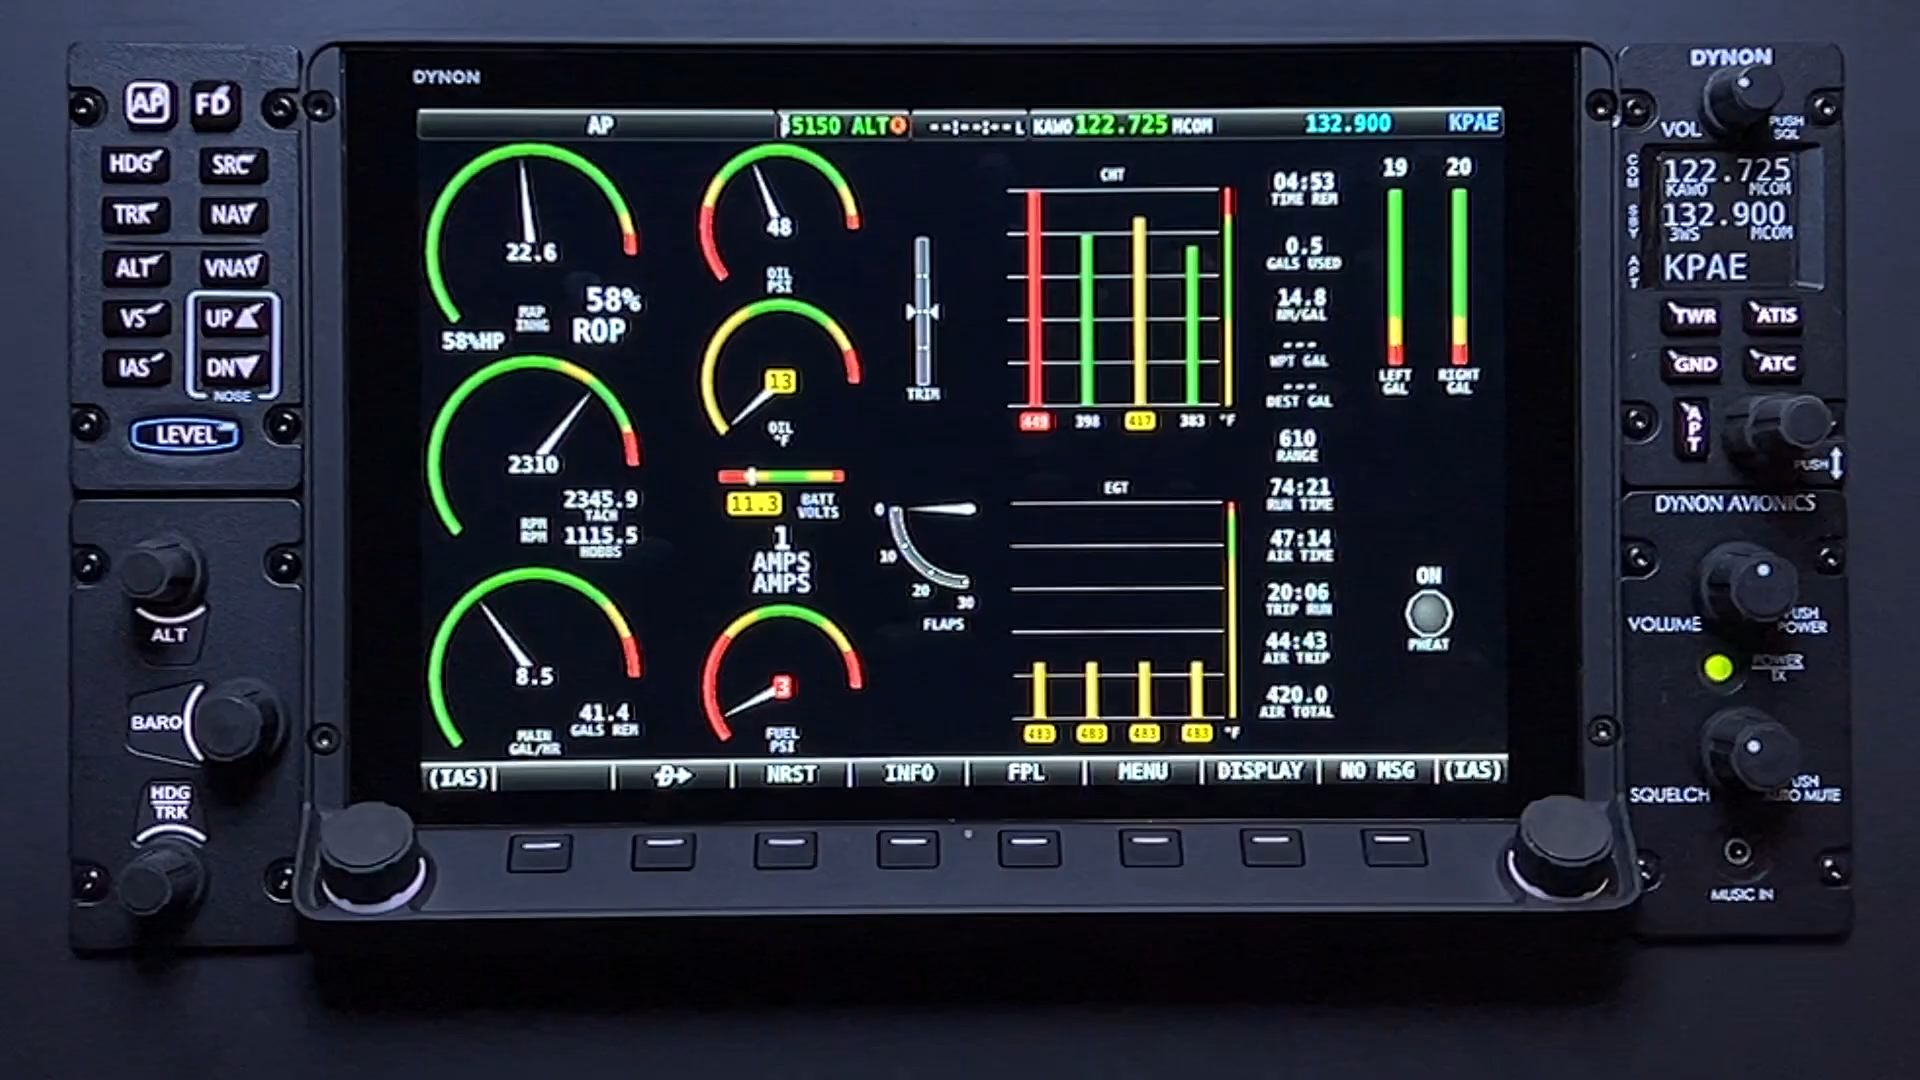 DYNON
AP FD
HDG SRC
TRK NAV
ALT VNAV
VS UP
IAS DN
NOSE
LEVEL
ALT
BARO
HDG
TRK
AP
5150 ALT
--:--:-- L
KAWO 122.725 MCOM
132.900
KPAE
22.6
MAP
INHG
58%
ROP
58%HP
2310
RPM
RPM
2345.9
TACH
1115.5
HOBBS
8.5
MAIN
GAL/HR
41.4
GALS REM
48
OIL
PSI
13
OIL
°F
11.3
BATT
VOLTS
1
AMPS
AMPS
3
FUEL
PSI
TRIM
0
10
20
30
FLAPS
CHT
449 398 417 383 °F
EGT
483 483 483 483 °F
04:53
TIME REM
0.5
GALS USED
14.8
NM/GAL
---
WPT GAL
---
DEST GAL
610
RANGE
74:21
RUN TIME
47:14
AIR TIME
20:06
TRIP RUN
44:43
AIR TRIP
420.0
AIR TOTAL
19 20
LEFT
GAL
RIGHT
GAL
ON
PHEAT
(IAS) NRST INFO FPL MENU DISPLAY NO MSG (IAS)
DYNON
VOL
PUSH
SQL
COM
122.725
KAWO MCOM
SBY
132.900
3WS MCOM
APT
KPAE
TWR ATIS
GND ATC
APT
PUSH
DYNON AVIONICS
VOLUME
PUSH
POWER
POWER
TX
SQUELCH
PUSH
AUTO MUTE
MUSIC IN